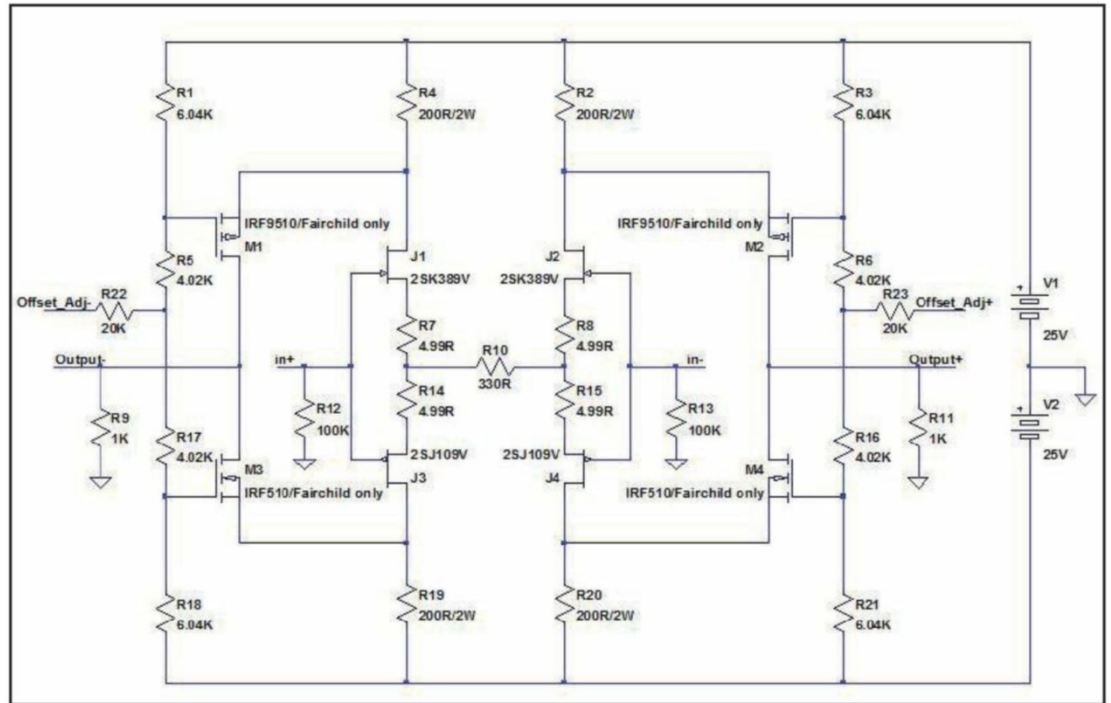 R1
6.04K
R4
200R/2W
R2
200R/2W
R3
6.04K
IRF9510/Fairchild only
M1
IRF9510/Fairchild only
M2
R5
4.02K
J1
2SK389V
J2
2SK389V
R6
4.02K
Offset_Adj-
R22
20K
R23
20K
Offset_Adj+
V1
25V
R7
4.99R
R8
4.99R
Output-
in+
R10
330R
in-
Output+
R9
1K
R12
100K
R14
4.99R
R15
4.99R
R13
100K
R11
1K
V2
25V
R17
4.02K
M3
IRF510/Fairchild only
2SJ109V
J3
2SJ109V
J4
M4
IRF510/Fairchild only
R16
4.02K
R18
6.04K
R19
200R/2W
R20
200R/2W
R21
6.04K